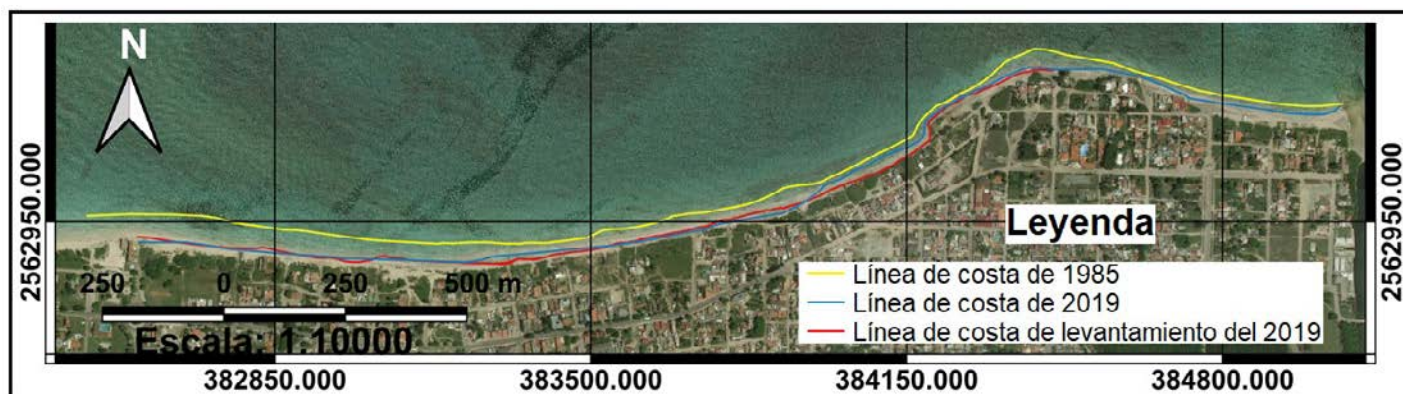 N
2562950.000
2562950.000
Leyenda
Línea de costa de 1985
Línea de costa de 2019
Línea de costa de levantamiento del 2019
250 0 250 500 m
Escala: 1:10000
382850.000 383500.000 384150.000 384800.000